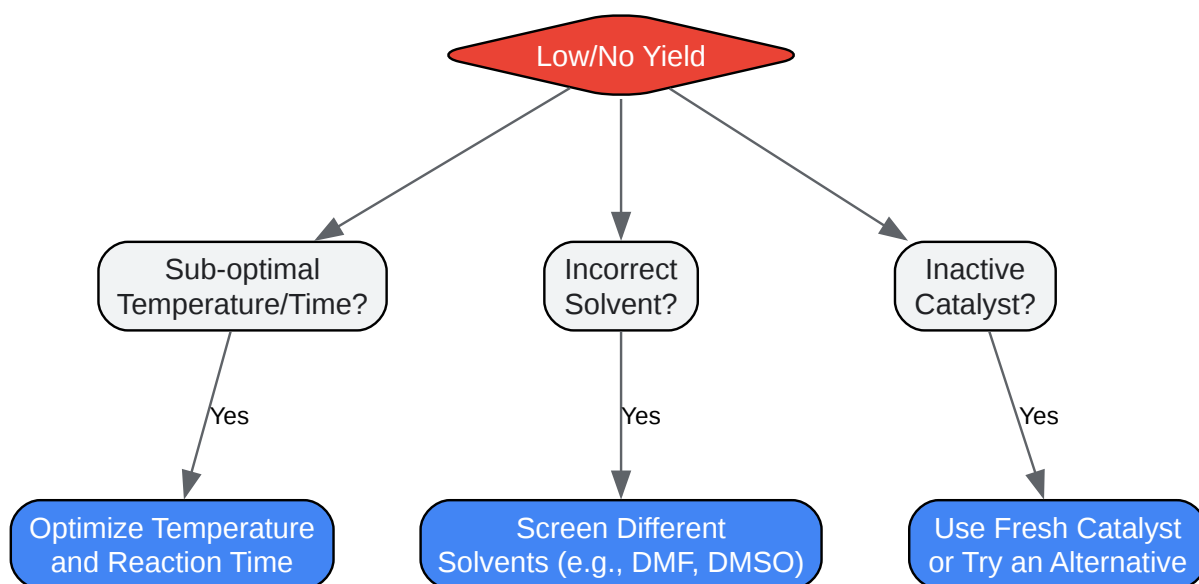 Low/No Yield
Sub-optimal
Temperature/Time?
Incorrect
Solvent?
Inactive
Catalyst?
Yes
Yes
Yes
Optimize Temperature
and Reaction Time
Screen Different
Solvents (e.g., DMF, DMSO)
Use Fresh Catalyst
or Try an Alternative